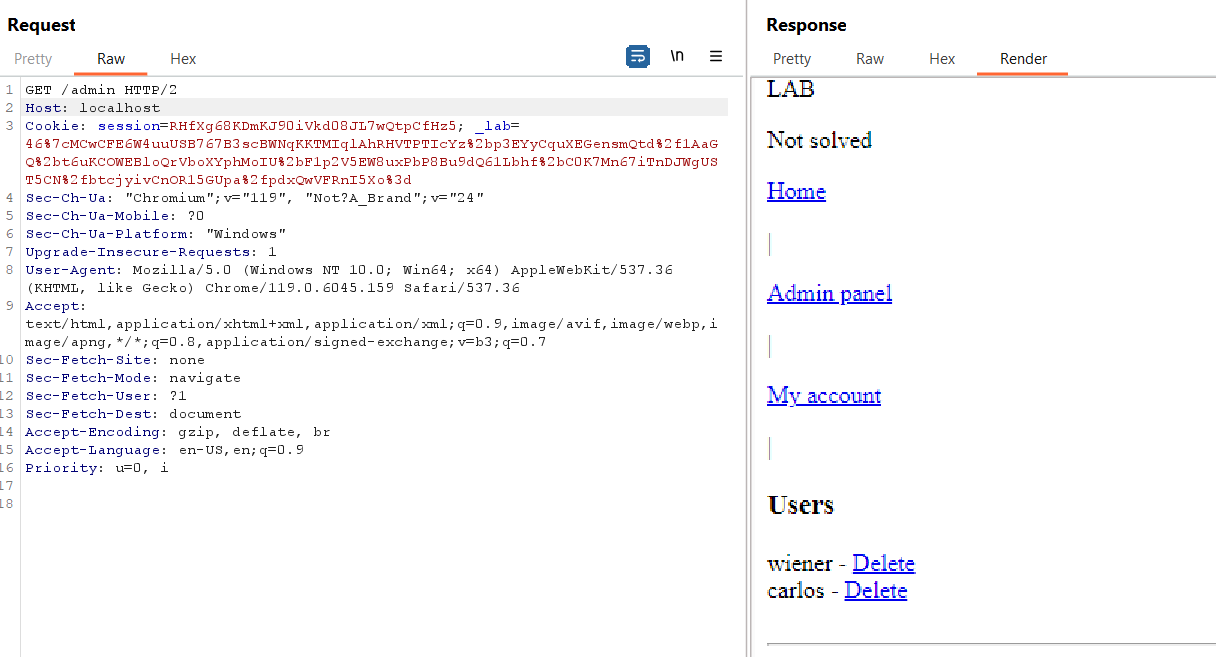 Request
Pretty Raw Hex
\n
1 GET /admin HTTP/2
2 Host: localhost
3 Cookie: session=RHfXg68KDmKJ90iVkd08JL7wQtpCfHz5; _lab=
46%7cMCwCFE6W4uuUSB767B3scBWNqKKTMIqlAhRHVTPTIcYz%2bp3EYyCquXEGensmQtd%2f1AaG
Q%2bt6uKCOWEBloQrVboXYphMoIU%2bF1p2V5EW8uxPbP8Bu9dQ61Lbhf%2bC0K7Mn67iTnDJWgUS
T5CN%2fbtcjyivCnOR15GUpa%2fpdxQwVFRnI5Xo%3d
4 Sec-Ch-Ua: "Chromium";v="119", "Not?A_Brand";v="24"
5 Sec-Ch-Ua-Mobile: ?0
6 Sec-Ch-Ua-Platform: "Windows"
7 Upgrade-Insecure-Requests: 1
8 User-Agent: Mozilla/5.0 (Windows NT 10.0; Win64; x64) AppleWebKit/537.36
(KHTML, like Gecko) Chrome/119.0.6045.159 Safari/537.36
9 Accept:
text/html,application/xhtml+xml,application/xml;q=0.9,image/avif,image/webp,i
mage/apng,*/*;q=0.8,application/signed-exchange;v=b3;q=0.7
10 Sec-Fetch-Site: none
11 Sec-Fetch-Mode: navigate
12 Sec-Fetch-User: ?1
13 Sec-Fetch-Dest: document
14 Accept-Encoding: gzip, deflate, br
15 Accept-Language: en-US,en;q=0.9
16 Priority: u=0, i
17
18
Response
Pretty Raw Hex Render
LAB
Not solved
Home
|
Admin panel
|
My account
|
Users
wiener - Delete
carlos - Delete